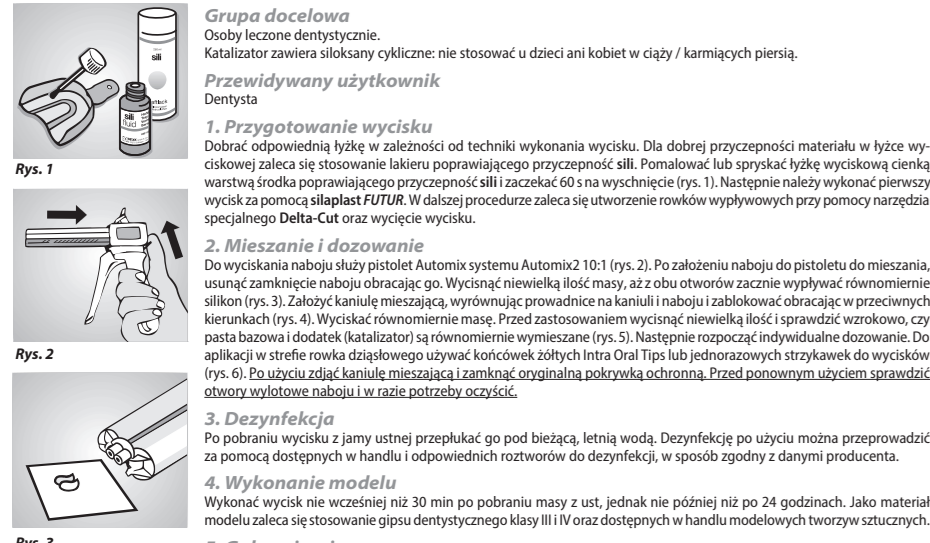 Grupa docelowa
Osoby leczone dentystycznie.
Katalizator zawiera siloksany cykliczne: nie stosować u dzieci ani kobiet w ciąży / karmiących piersią.
Przewidywany użytkownik
Dentysta
1. Przygotowanie wycisku
Dobrać odpowiednią łyżkę w zależności od techniki wykonania wycisku. Dla dobrej przyczepności materiału w łyżce wy-
ciskowej zaleca się stosowanie lakieru poprawiającego przyczepność sili. Pomalować lub spryskać łyżkę wyciskową cienką
warstwą środka poprawiającego przyczepność sili i zaczekać 60 s na wyschnięcie (rys. 1). Następnie należy wykonać pierwszy
wycisk za pomocą silaplast FUTUR. W dalszej procedurze zaleca się utworzenie rowków wypływowych przy pomocy narzędzia
specjalnego Delta-Cut oraz wycięcie wycisku.
2. Mieszanie i dozowanie
Do wyciskania naboju służy pistolet Automix systemu Automix2 10:1 (rys. 2). Po założeniu naboju do pistoletu do mieszania,
usunąć zamknięcie naboju obracając go. Wycisnąć niewielką ilość masy, aż z obu otworów zacznie wypływać równomiernie
silikon (rys. 3). Założyć kaniulę mieszającą, wyrównując prowadnice na kaniuli i naboju i zablokować obracając w przeciwnych
kierunkach (rys. 4). Wyciskać równomiernie masę. Przed zastosowaniem wycisnąć niewielką ilość i sprawdzić wzrokowo, czy
pasta bazowa i dodatek (katalizator) są równomiernie wymieszane (rys. 5). Następnie rozpocząć indywidualne dozowanie. Do
aplikacji w strefie rowka dziąsłowego używać końcówek żółtych Intra Oral Tips lub jednorazowych strzykawek do wycisków
(rys. 6). Po użyciu zdjąć kaniulę mieszającą i zamknąć oryginalną pokrywką ochronną. Przed ponownym użyciem sprawdzić
otwory wylotowe naboju i w razie potrzeby oczyścić.
3. Dezynfekcja
Po pobraniu wycisku z jamy ustnej przepłukać go pod bieżącą, letnią wodą. Dezynfekcję po użyciu można przeprowadzić
za pomocą dostępnych w handlu i odpowiednich roztworów do dezynfekcji, w sposób zgodny z danymi producenta.
4. Wykonanie modelu
Wykonać wycisk nie wcześniej niż 30 min po pobraniu masy z ust, jednak nie później niż po 24 godzinach. Jako materiał
modelu zaleca się stosowanie gipsu dentystycznego klasy III i IV oraz dostępnych w handlu modelowych tworzyw sztucznych.
sili
sili
fluid
Rys. 1
Rys. 2
Rys. 3